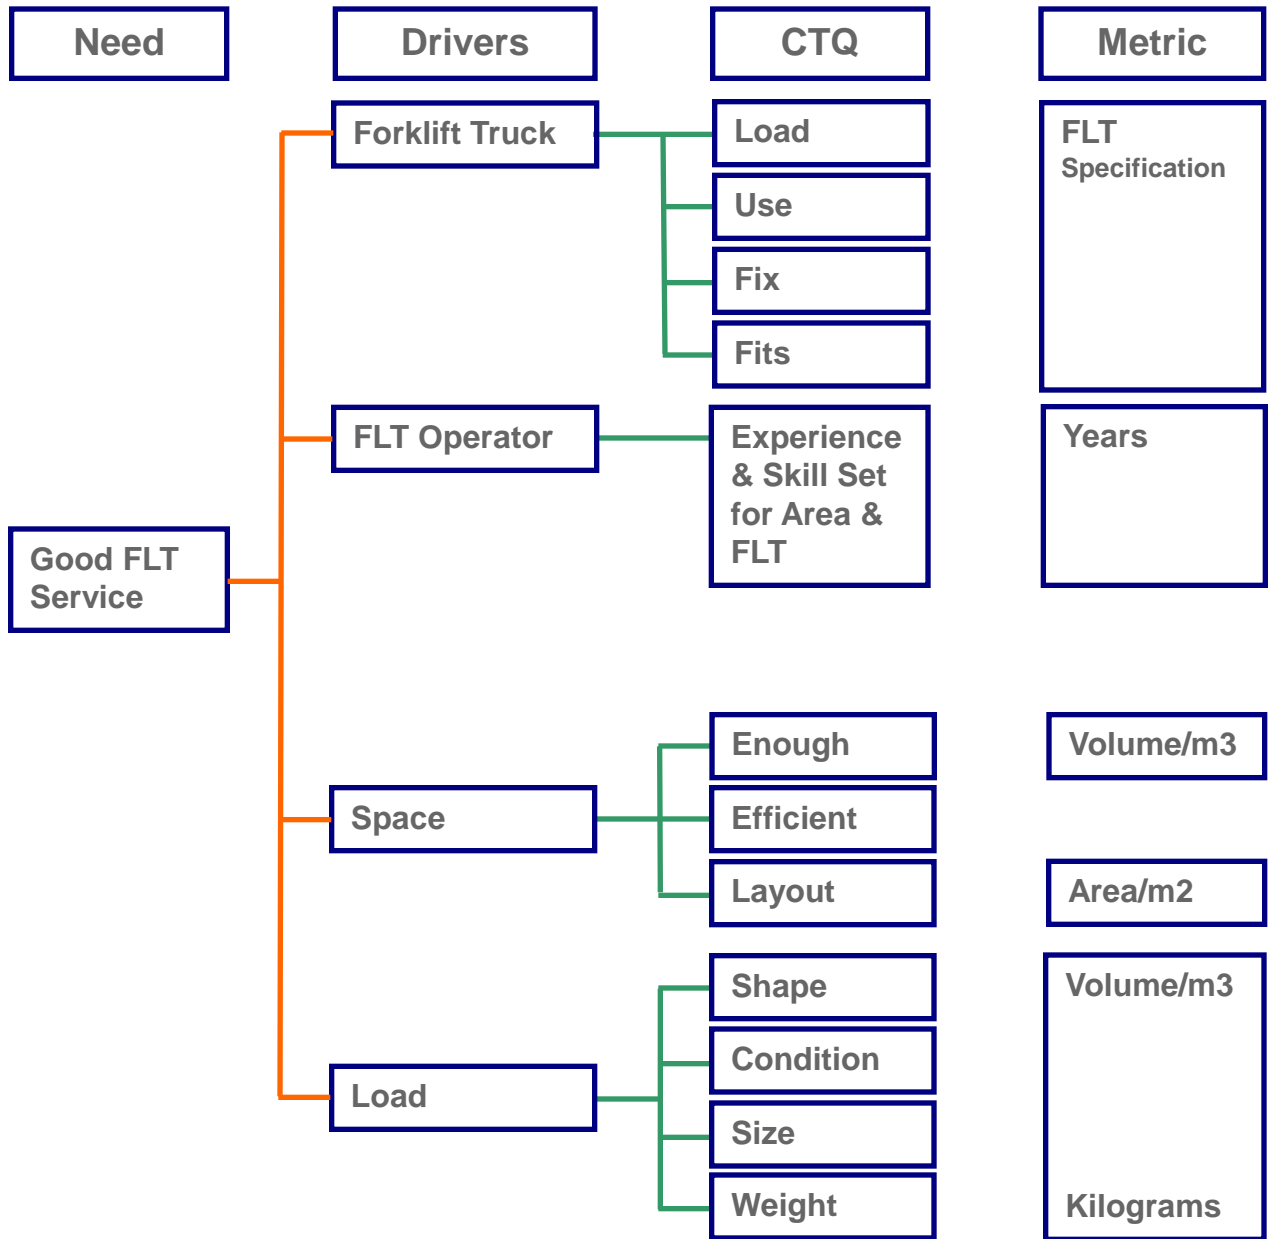 Need
Drivers
CTQ
Metric
Forklift Truck
Load
Use
Fix
Fits
FLT
Specification
FLT Operator
Experience
& Skill Set
for Area &
FLT
Years
Good FLT
Service
Space
Enough
Efficient
Layout
Volume/m3
Area/m2
Load
Shape
Condition
Size
Weight
Volume/m3
Kilograms